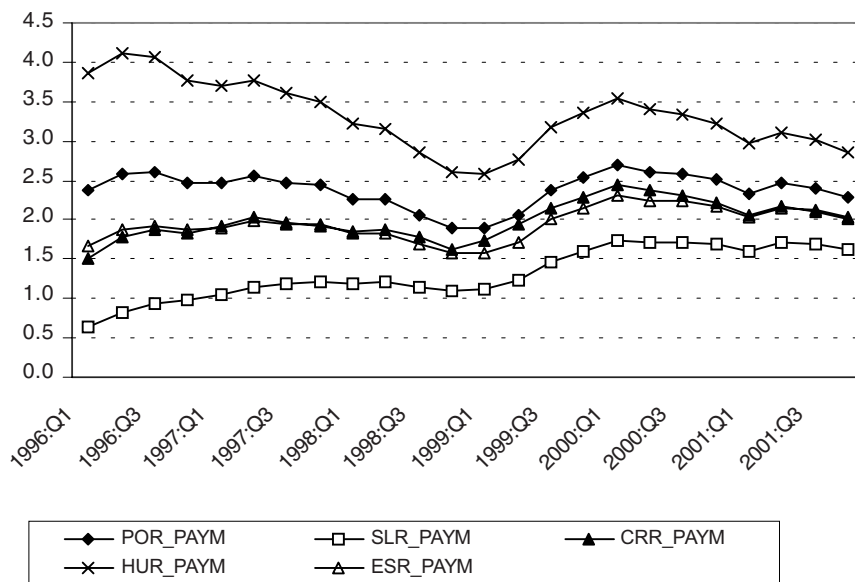 4.5
4.0
3.5
3.0
2.5
2.0
1.5
1.0
0.5
0.0
1996:Q1
1996:Q3
1997:Q1
1997:Q3
1998:Q1
1998:Q3
1999:Q1
1999:Q3
2000:Q1
2000:Q3
2001:Q1
2001:Q3
POR_PAYM
SLR_PAYM
CRR_PAYM
HUR_PAYM
ESR_PAYM